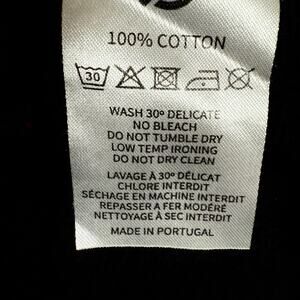 100% COTTON
30
WASH 30º DELICATE
NO BLEACH
DO NOT TUMBLE DRY
LOW TEMP IRONING
DO NOT DRY CLEAN
LAVAGE À 30º DÉLICAT
CHLORE INTERDIT
SÉCHAGE EN MACHINE INTERDIT
REPASSER A FER MODÉRÉ
NETTOYAGE À SEC INTERDIT
MADE IN PORTUGAL